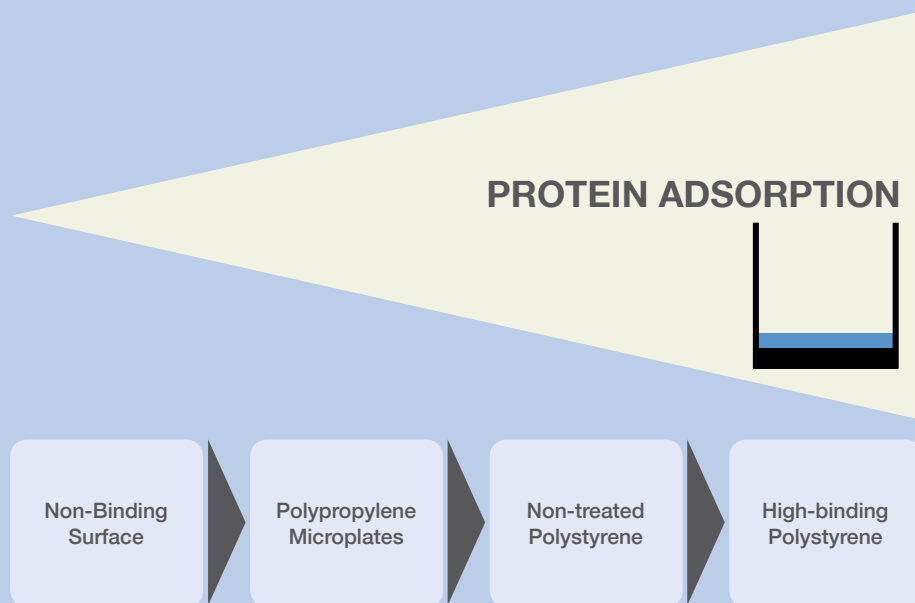 PROTEIN ADSORPTION
Non-Binding
Surface
Polypropylene
Microplates
Non-treated
Polystyrene
High-binding
Polystyrene